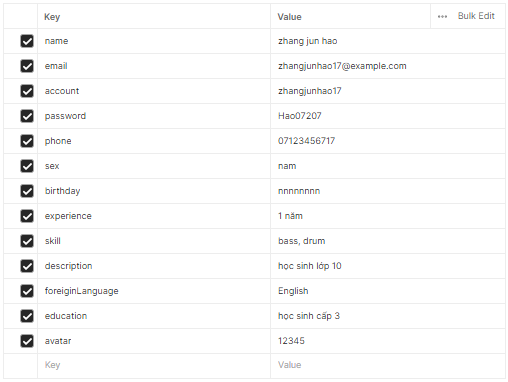 Key Value ••• Bulk Edit
name zhang jun hao
email zhangjunhao17@example.com
account zhangjunhao17
password Hao07207
phone 07123456717
sex nam
birthday nnnnnnnn
experience 1 năm
skill bass, drum
description học sinh lớp 10
foreiginLanguage English
education học sinh cấp 3
avatar 12345
Key Value